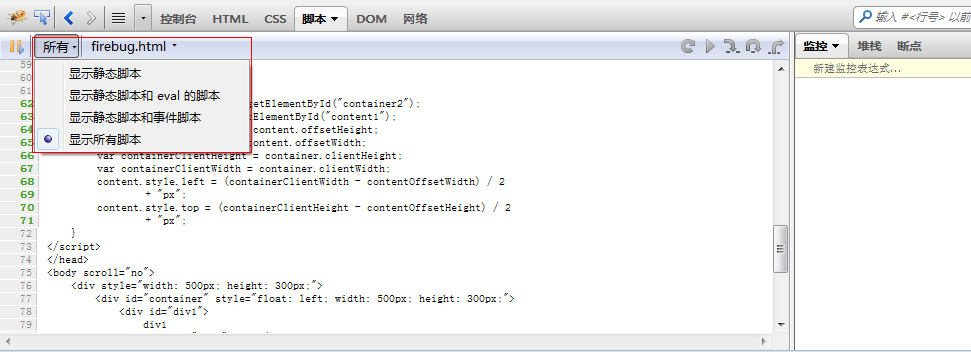 控制台 HTML CSS 脚本 DOM 网络 输入 #<行号> 以前
所有 firebug.html 监控 堆栈 断点
新建监控表达式...
显示静态脚本
显示静态脚本和 eval 的脚本
显示静态脚本和事件脚本
显示所有脚本
59
60
61
62 etElementById("container2");
63 ElementById("content1");
64 content.offsetHeight;
65 content.offsetWidth;
66 var containerClientHeight = container.clientHeight;
67 var containerClientWidth = container.clientWidth;
68 content.style.left = (containerClientWidth - contentOffsetWidth) / 2
69 + "px";
70 content.style.top = (containerClientHeight - contentOffsetHeight) / 2
71 + "px";
72 }
73 </script>
74 </head>
75 <body scroll="no">
76 <div style="width: 500px; height: 300px;">
77 <div id="container" style="float: left; width: 500px; height: 300px;">
78 <div id="div1">
79 div1